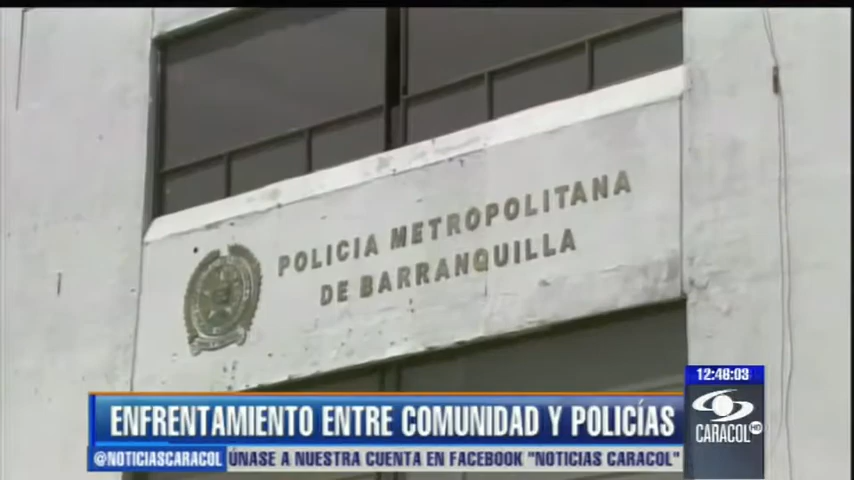 POLICIA METROPOLITANA
DE BARRANQUILLA
12:48:03
ENFRENTAMIENTO ENTRE COMUNIDAD Y POLICÍAS
CARACOL HD
@NOTICIASCARACOL ÚNASE A NUESTRA CUENTA EN FACEBOOK "NOTICIAS CARACOL"